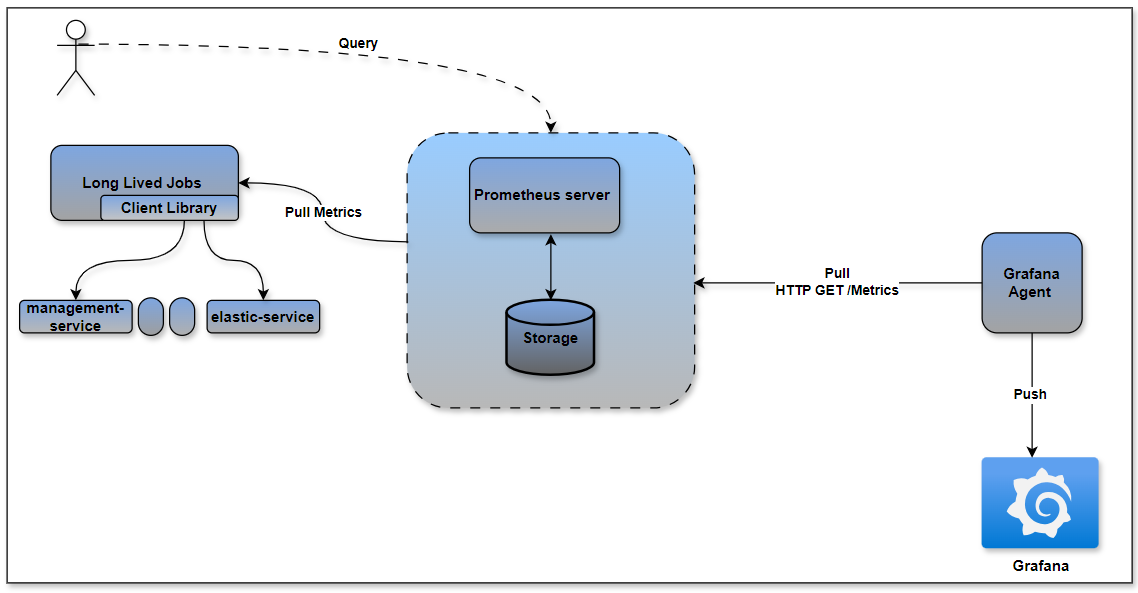 Query
Long Lived Jobs
Client Library
Pull Metrics
management-
service
elastic-service
Prometheus server
Storage
Pull
HTTP GET /Metrics
Grafana
Agent
Push
Grafana